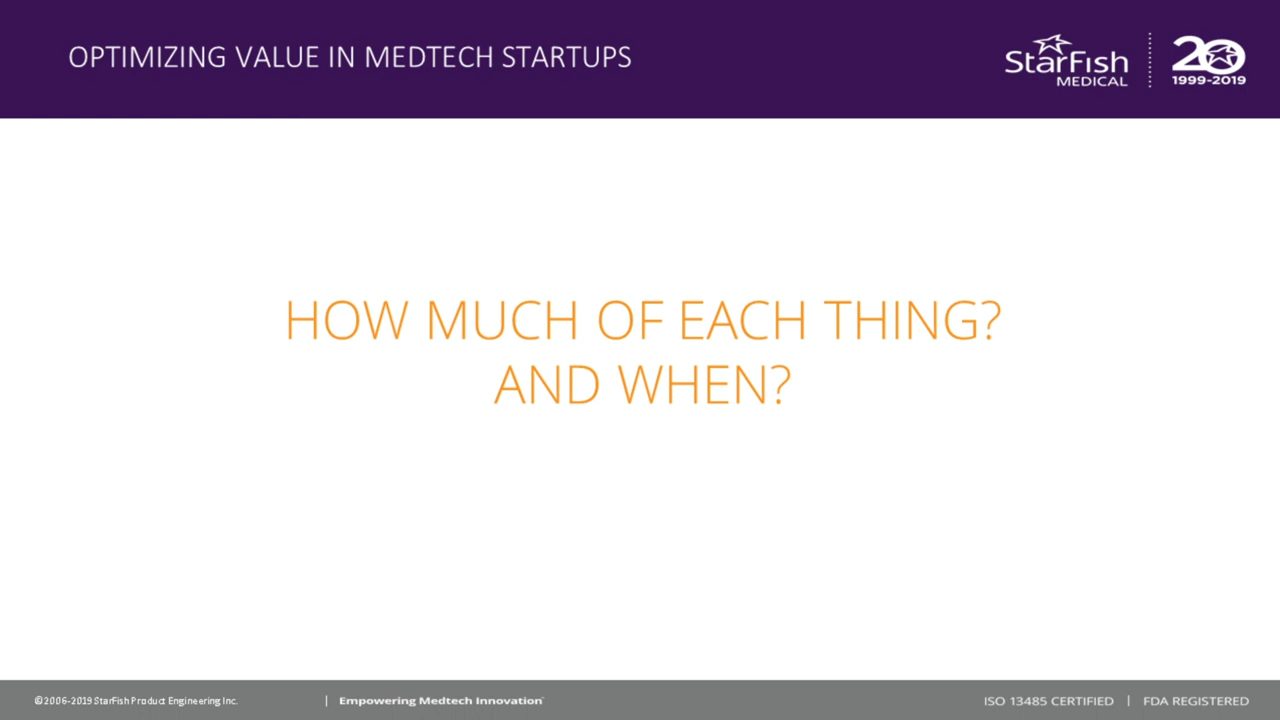 OPTIMIZING VALUE IN MEDTECH STARTUPS
StarFish
MEDICAL
20
1999-2019
HOW MUCH OF EACH THING?
AND WHEN?
©2006-2019 StarFish Product Engineering Inc. | Empowering Medtech Innovation ISO 13485 CERTIFIED | FDA REGISTERED